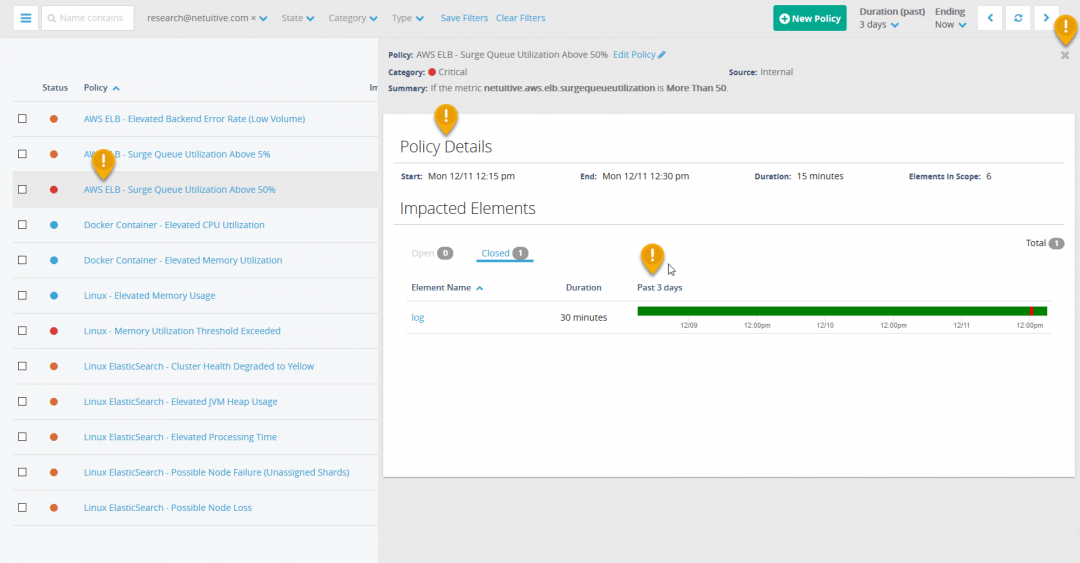 Name contains
research@netuitive.com ×
State
Category
Type
Save Filters
Clear Filters
New Policy
Duration (past)
3 days
Ending
Now
Status
Policy
AWS ELB - Elevated Backend Error Rate (Low Volume)
AWS ELB - Surge Queue Utilization Above 5%
AWS ELB - Surge Queue Utilization Above 50%
Docker Container - Elevated CPU Utilization
Docker Container - Elevated Memory Utilization
Linux - Elevated Memory Usage
Linux - Memory Utilization Threshold Exceeded
Linux ElasticSearch - Cluster Health Degraded to Yellow
Linux ElasticSearch - Elevated JVM Heap Usage
Linux ElasticSearch - Elevated Processing Time
Linux ElasticSearch - Possible Node Failure (Unassigned Shards)
Linux ElasticSearch - Possible Node Loss
Policy: AWS ELB - Surge Queue Utilization Above 50% Edit Policy
Category: Critical
Source: Internal
Summary: If the metric netuitive.aws.elb.surgequeueutilization is More Than 50.
Policy Details
Start: Mon 12/11 12:15 pm
End: Mon 12/11 12:30 pm
Duration: 15 minutes
Elements In Scope: 6
Impacted Elements
Open 0
Closed 1
Total 1
Element Name
Duration
Past 3 days
log
30 minutes
12/09 12:00pm 12/10 12:00pm 12/11 12:00pm